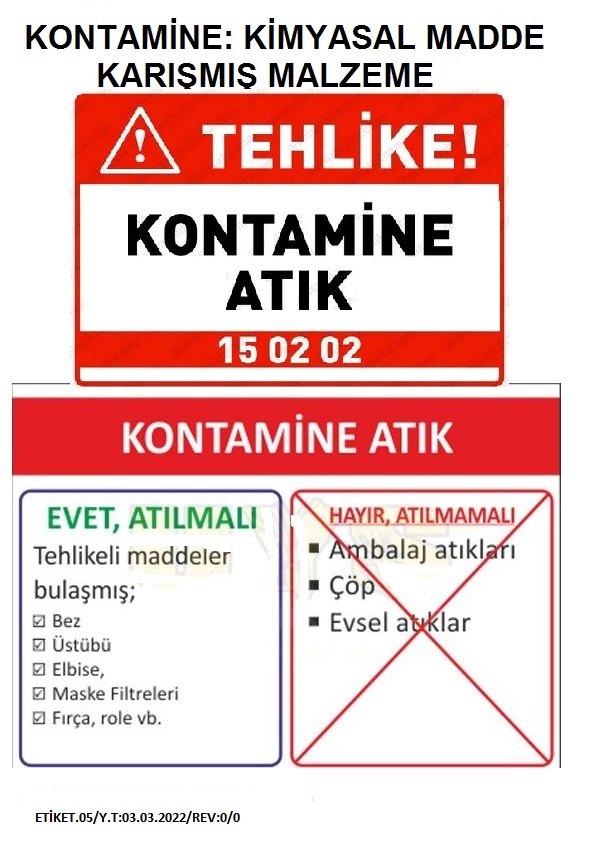 KONTAMİNE: KİMYASAL MADDE
KARIŞMIŞ MALZEME
TEHLİKE!
KONTAMİNE
ATIK
15 02 02
KONTAMİNE ATIK
EVET, ATILMALI
Tehlikeli maddeler
bulaşmış;
☑ Bez
☑ Üstübü
☑ Elbise,
☑ Maske Filtreleri
☑ Fırça, role vb.
HAYIR, ATILMAMALI
▪ Ambalaj atıkları
▪ Çöp
▪ Evsel atıklar
ETİKET.05/Y.T:03.03.2022/REV:0/0